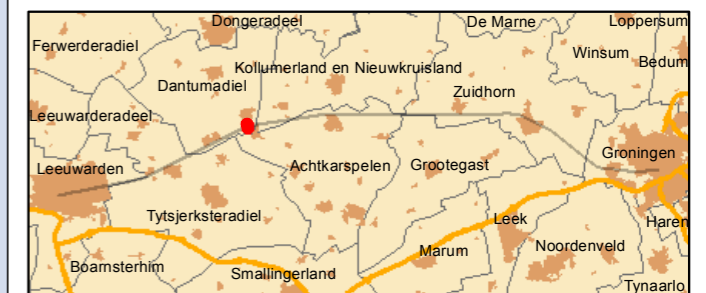 Dongeradeel
De Marne
Loppersum
Ferwerderadiel
Winsum
Bedum
Kollumerland en Nieuwkruisland
Dantumadiel
Zuidhorn
Leeuwarderadeel
Groningen
Leeuwarden
Achtkarspelen
Grootegast
Tytsjerksteradiel
Leek
Haren
Noordenveld
Marum
Boarnsterhim
Smallingerland
Tynaarlo